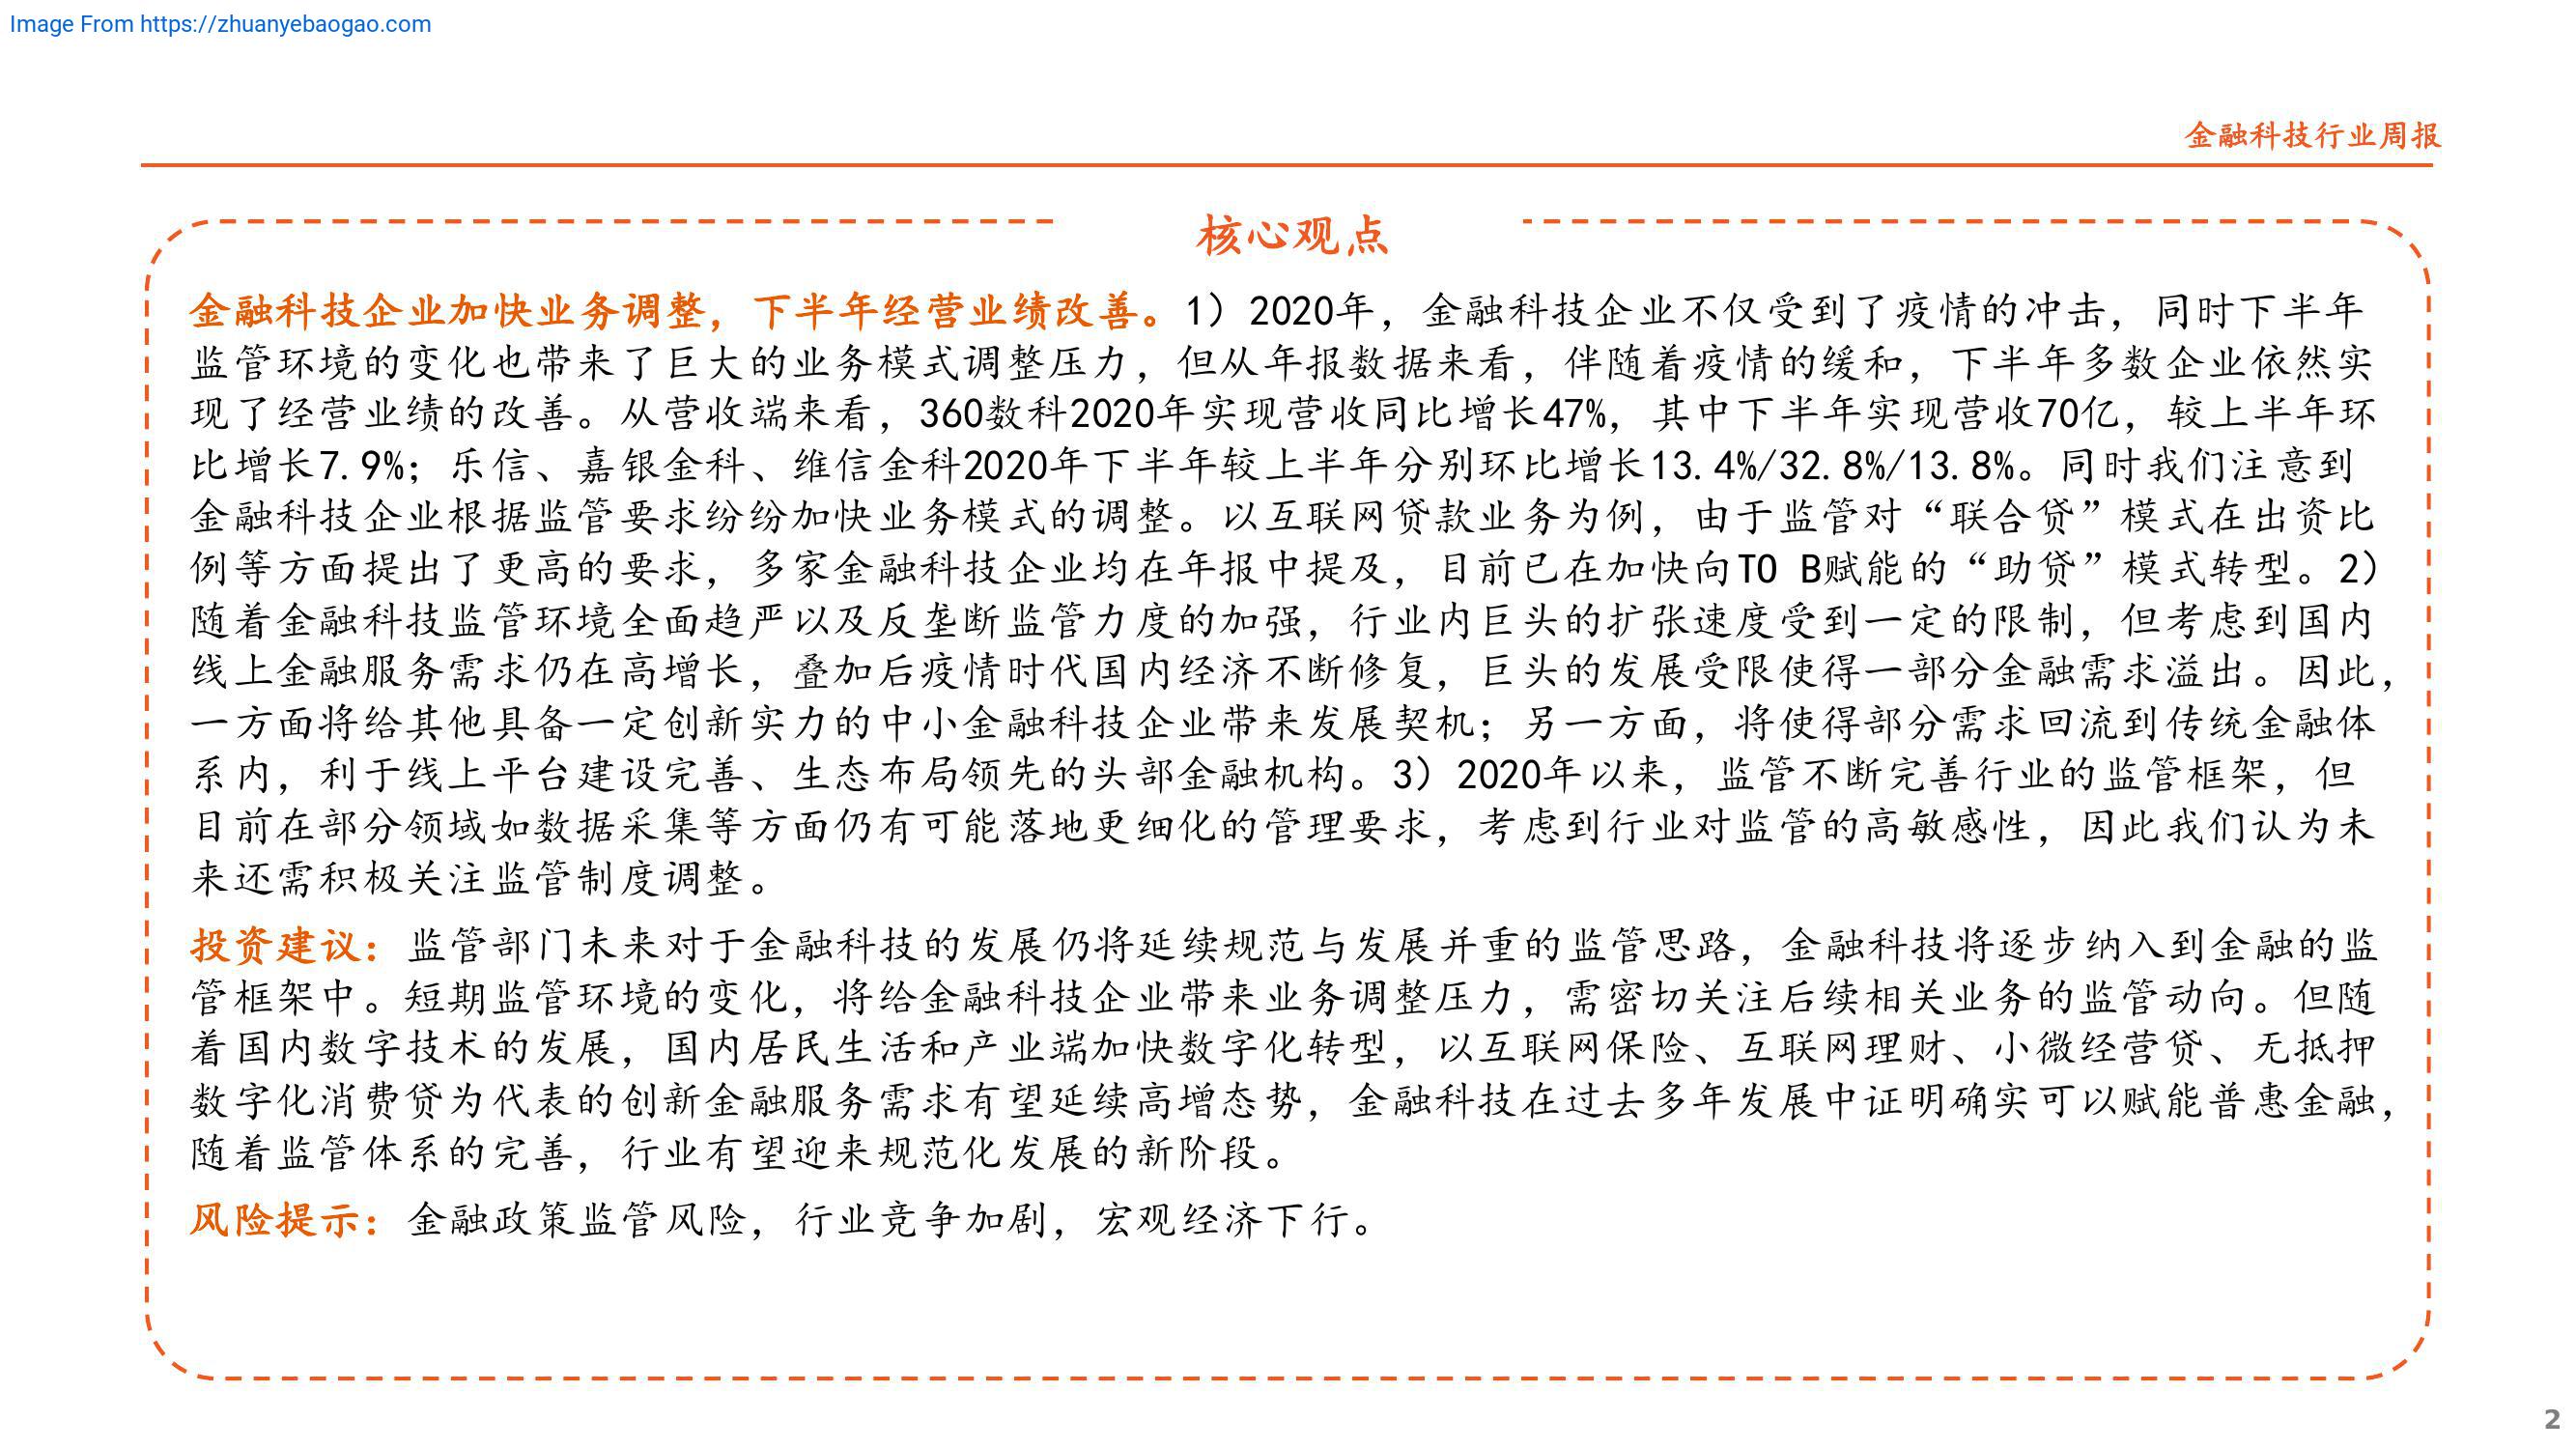 Image From https://zhuanyebaogao.com
金融科技行业周报
核心观点
金融科技企业加快业务调整，下半年经营业绩改善。1）2020年，金融科技企业不仅受到了疫情的冲击，同时下半年
监管环境的变化也带来了巨大的业务模式调整压力，但从年报数据来看，伴随着疫情的缓和，下半年多数企业依然实
现了经营业绩的改善。从营收端来看，360数科2020年实现营收同比增长47%，其中下半年实现营收70亿，较上半年环
比增长7.9%；乐信、嘉银金科、维信金科2020年下半年较上半年分别环比增长13.4%/32.8%/13.8%。同时我们注意到
金融科技企业根据监管要求纷纷加快业务模式的调整。以互联网贷款业务为例，由于监管对“联合贷”模式在出资比
例等方面提出了更高的要求，多家金融科技企业均在年报中提及，目前已在加快向TO B赋能的“助贷”模式转型。2）
随着金融科技监管环境全面趋严以及反垄断监管力度的加强，行业内巨头的扩张速度受到一定的限制，但考虑到国内
线上金融服务需求仍在高增长，叠加后疫情时代国内经济不断修复，巨头的发展受限使得一部分金融需求溢出。因此，
一方面将给其他具备一定创新实力的中小金融科技企业带来发展契机；另一方面，将使得部分需求回流到传统金融体
系内，利于线上平台建设完善、生态布局领先的头部金融机构。3）2020年以来，监管不断完善行业的监管框架，但
目前在部分领域如数据采集等方面仍有可能落地更细化的管理要求，考虑到行业对监管的高敏感性，因此我们认为未
来还需积极关注监管制度调整。
投资建议：监管部门未来对于金融科技的发展仍将延续规范与发展并重的监管思路，金融科技将逐步纳入到金融的监
管框架中。短期监管环境的变化，将给金融科技企业带来业务调整压力，需密切关注后续相关业务的监管动向。但随
着国内数字技术的发展，国内居民生活和产业端加快数字化转型，以互联网保险、互联网理财、小微经营贷、无抵押
数字化消费贷为代表的创新金融服务需求有望延续高增态势，金融科技在过去多年发展中证明确实可以赋能普惠金融，
随着监管体系的完善，行业有望迎来规范化发展的新阶段。
风险提示：金融政策监管风险，行业竞争加剧，宏观经济下行。
2